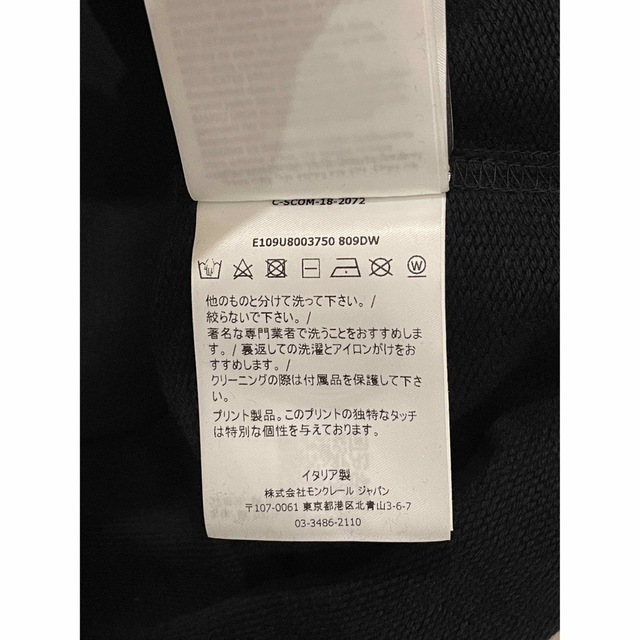 C-SCOM-18-2072
E109U8003750 809DW
他のものと分けて洗って下さい。/
絞らないで下さい。/
著名な専門業者で洗うことをおすすめしま
す。/ 裏返しての洗濯とアイロンがけをお
すすめします。/
クリーニングの際は付属品を保護して下さ
い。
プリント製品。このプリントの独特なタッチ
は特別な個性を与えております。
イタリア製
株式会社モンクレール ジャパン
〒107-0061 東京都港区北青山3-6-7
03-3486-2110